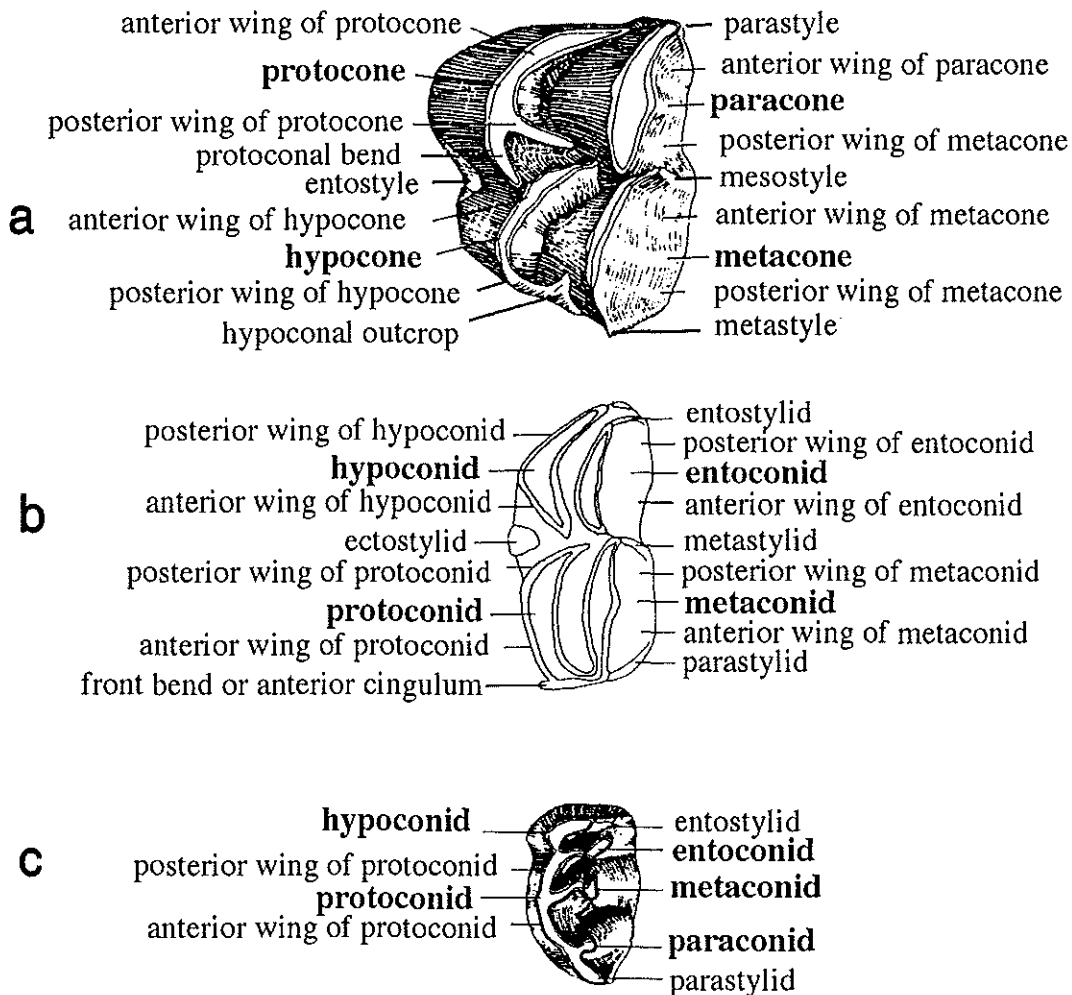 a
anterior wing of protocone
protocone
posterior wing of protocone
protoconal bend
entostyle
anterior wing of hypocone
hypocone
posterior wing of hypocone
hypoconal outcrop
parastyle
anterior wing of paracone
paracone
posterior wing of metacone
mesostyle
anterior wing of metacone
metacone
posterior wing of metacone
metastyle
b
posterior wing of hypoconid
hypoconid
anterior wing of hypoconid
ectostylid
posterior wing of protoconid
protoconid
anterior wing of protoconid
front bend or anterior cingulum
entostylid
posterior wing of entoconid
entoconid
anterior wing of entoconid
metastylid
posterior wing of metaconid
metaconid
anterior wing of metaconid
parastylid
c
hypoconid
posterior wing of protoconid
protoconid
anterior wing of protoconid
entostylid
entoconid
metaconid
paraconid
parastylid